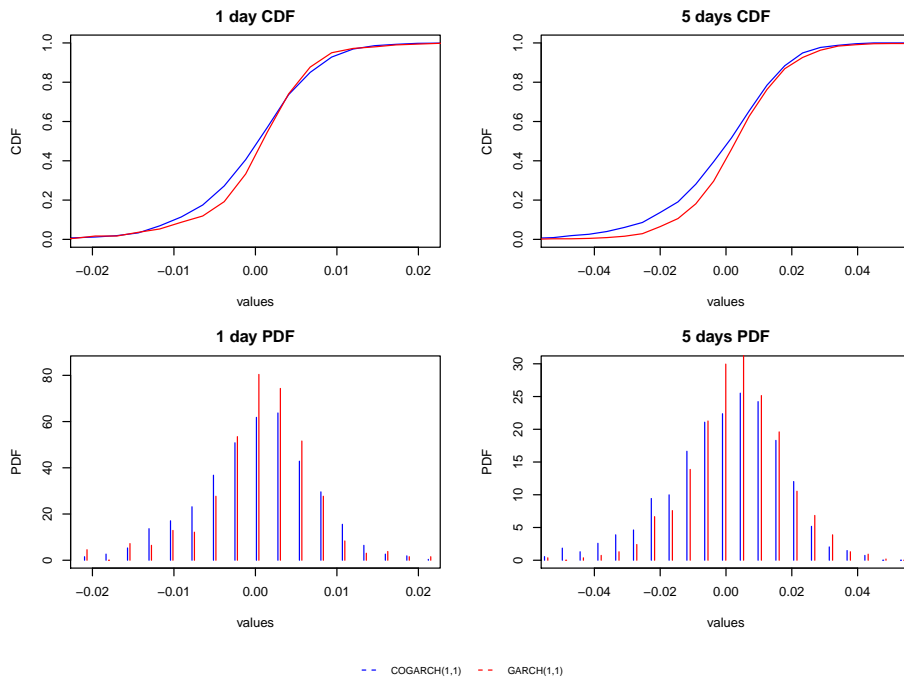 1 day CDF
CDF
0.0 0.2 0.4 0.6 0.8 1.0
−0.02 −0.01 0.00 0.01 0.02
values
5 days CDF
CDF
0.0 0.2 0.4 0.6 0.8 1.0
−0.04 −0.02 0.00 0.02 0.04
values
1 day PDF
PDF
0 20 40 60 80
−0.02 −0.01 0.00 0.01 0.02
values
5 days PDF
PDF
0 5 10 15 20 25 30
−0.04 −0.02 0.00 0.02 0.04
values
COGARCH(1,1) GARCH(1,1)